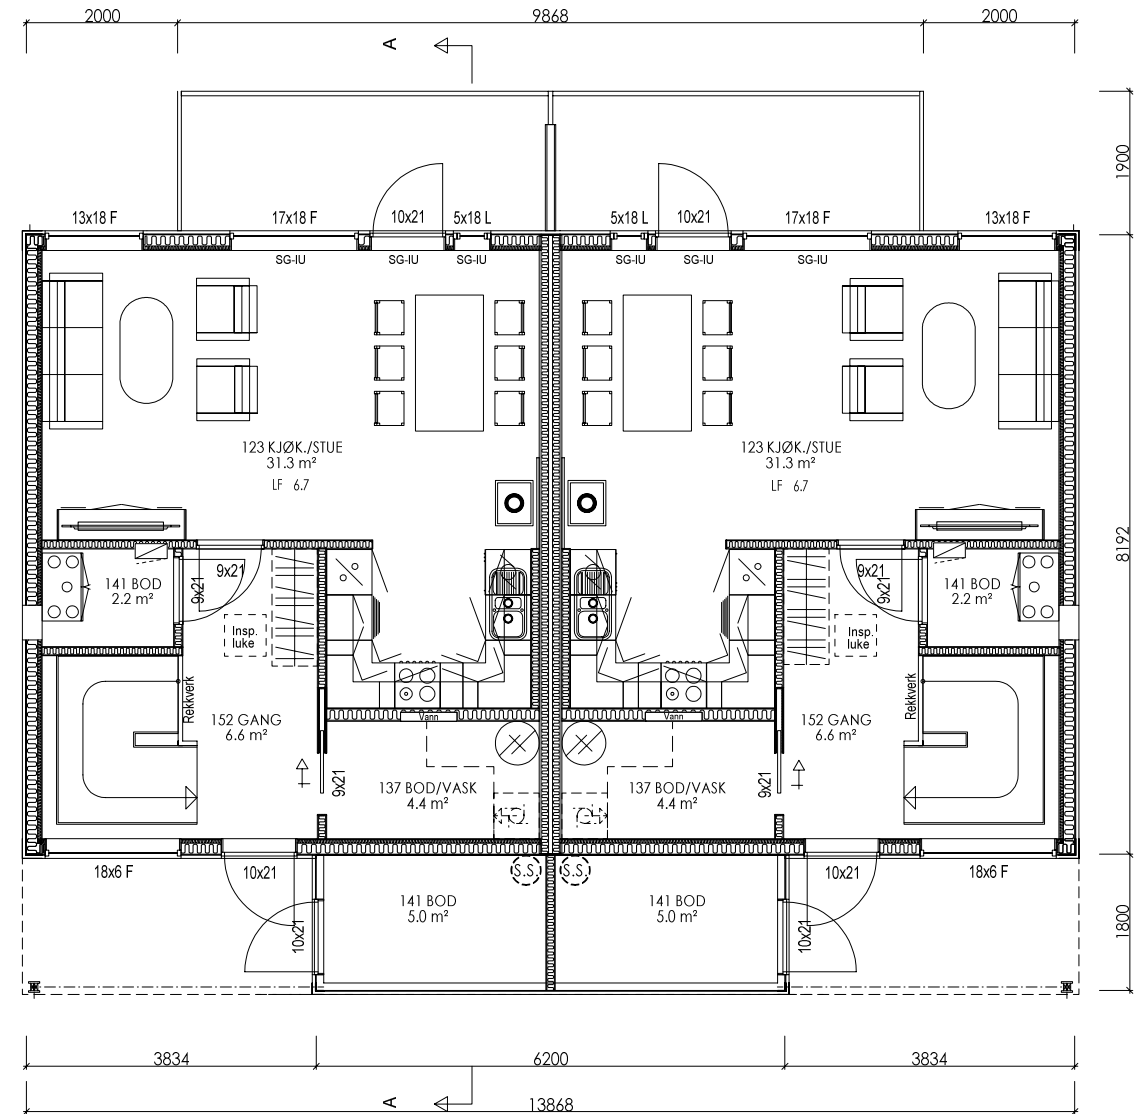 2000 9868 2000
A
1900
13x18 F 17x18 F 10x21 5x18 L 5x18 L 10x21 17x18 F 13x18 F
SG-IU SG-IU SG-IU SG-IU SG-IU SG-IU
123 KJØK./STUE 123 KJØK./STUE
31.3 m² 31.3 m²
LF 6.7 LF 6.7
8192
9x21 9x21
141 BOD 9x21 9x21 141 BOD
2.2 m² 2.2 m²
Insp. Insp.
luke luke
Rekkverk Rekkverk
152 GANG Vann Vann 152 GANG
6.6 m² 6.6 m²
9x21 137 BOD/VASK 137 BOD/VASK 9x21
4.4 m² 4.4 m²
18x6 F 10x21 S.S. S.S. 10x21 18x6 F
141 BOD 141 BOD
5.0 m² 5.0 m²
10x21 10x21
1800
3834 6200 3834
A
13868